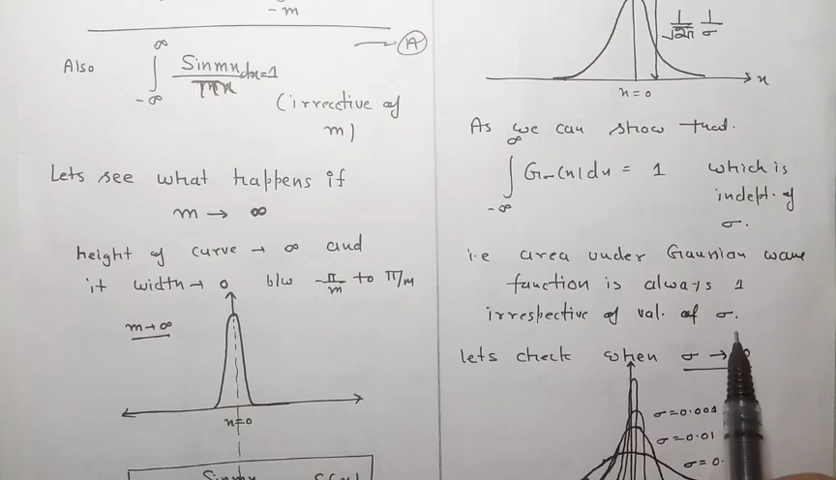 -m
A
Also
∞
∫ Sinmx/πx dx=1
-∞
(irrective of
m)
Lets see what happens if
m → ∞
height of curve → ∞ and
it width → 0 b/w -π/m to π/m
m→∞
x=0
Sinmx
1/√2π 1/σ
x=0
x
As we can show that.
∞
∫ Gσ(x)dx = 1 which is
-∞
indept. of
σ.
i.e area under Gaussian wave
function is always 1
irrespective of val. of σ.
lets check when σ →
σ=0.001
σ=0.01
σ=0.